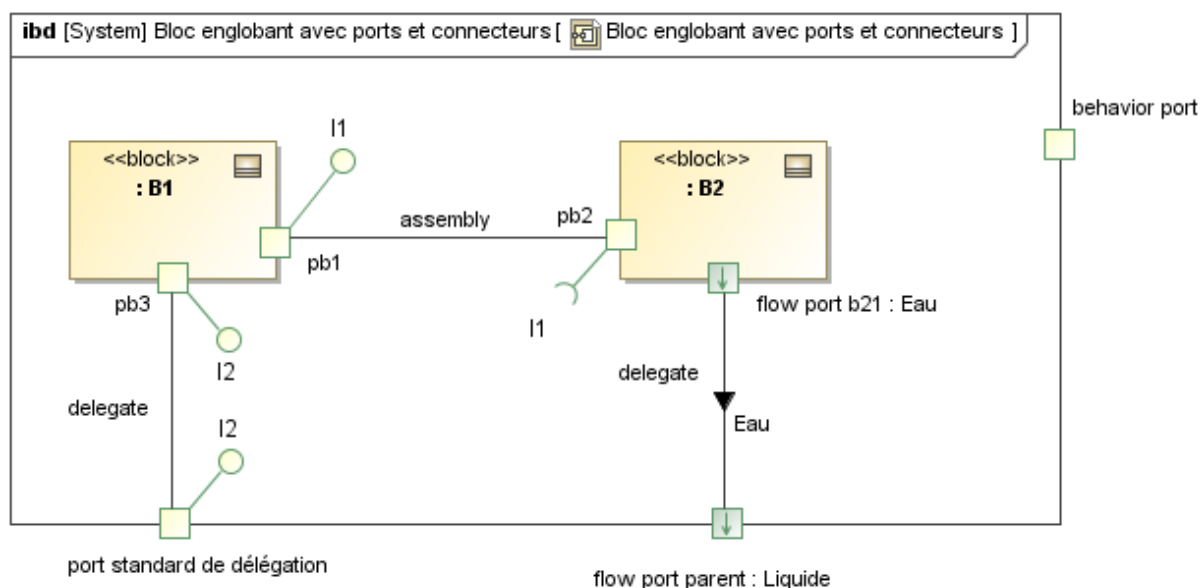 ibd [System] Bloc englobant avec ports et connecteurs [ Bloc englobant avec ports et connecteurs ]
behavior port
I1
<<block>>
: B1
<<block>>
: B2
assembly
pb2
pb1
pb3
I1
flow port b21 : Eau
I2
delegate
delegate
I2
Eau
port standard de délégation
flow port parent : Liquide